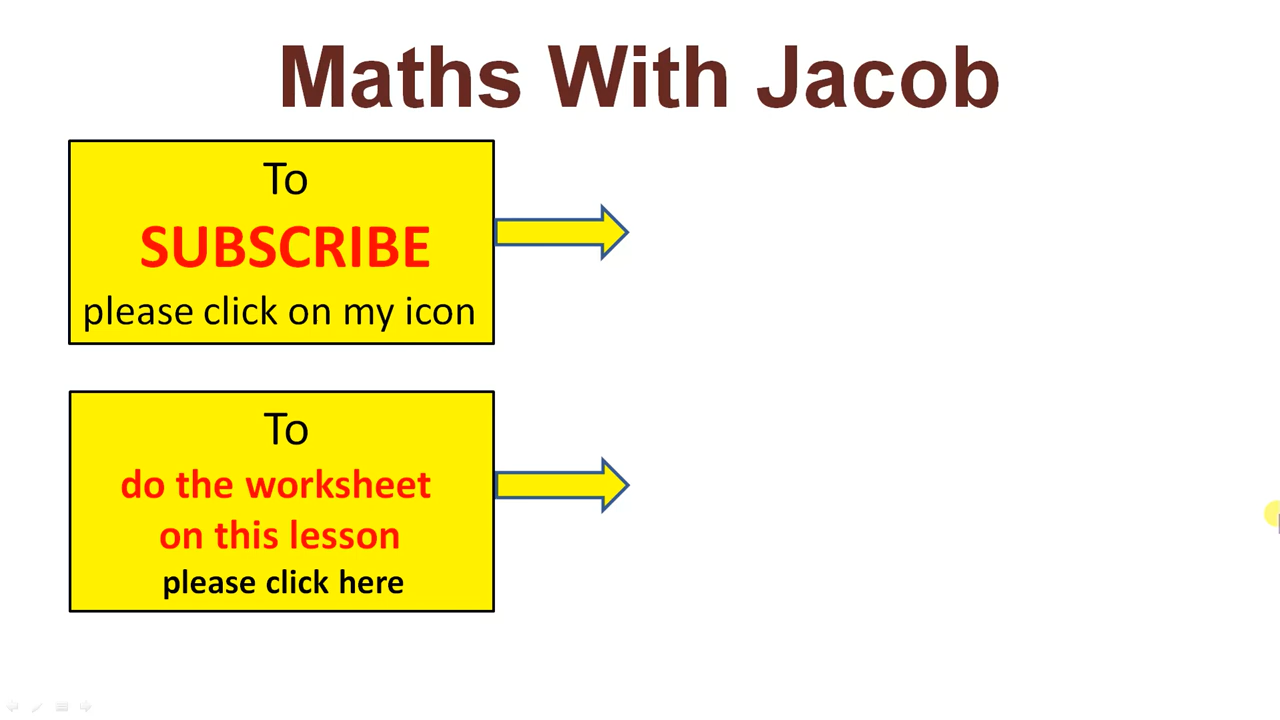 Maths With Jacob
To
SUBSCRIBE
please click on my icon
To
do the worksheet
on this lesson
please click here